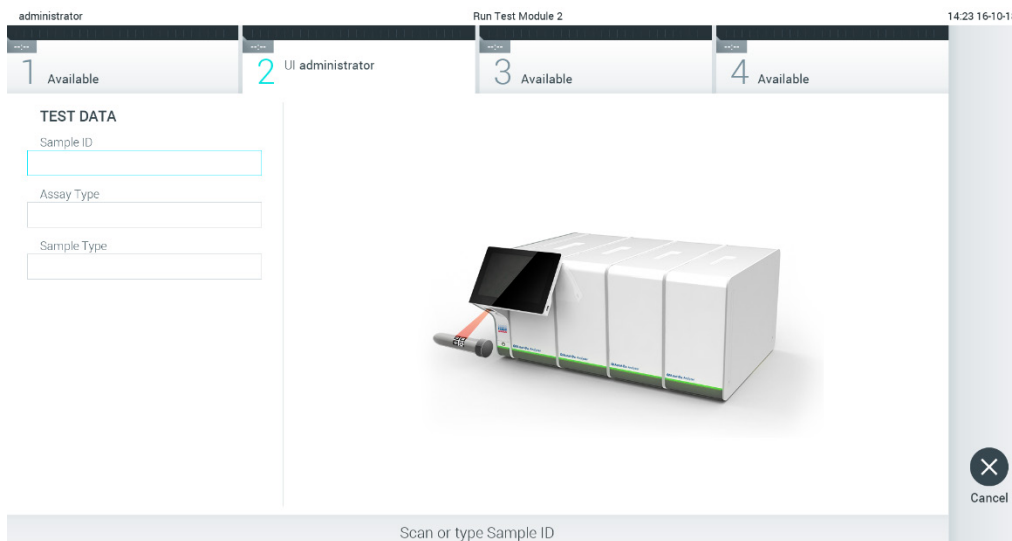 administrator
Run Test Module 2
14:23 16-10-1
--:--
--:--
--:--
--:--
1 Available
2 UI administrator
3 Available
4 Available
TEST DATA
Sample ID
Assay Type
Sample Type
Cancel
Scan or type Sample ID